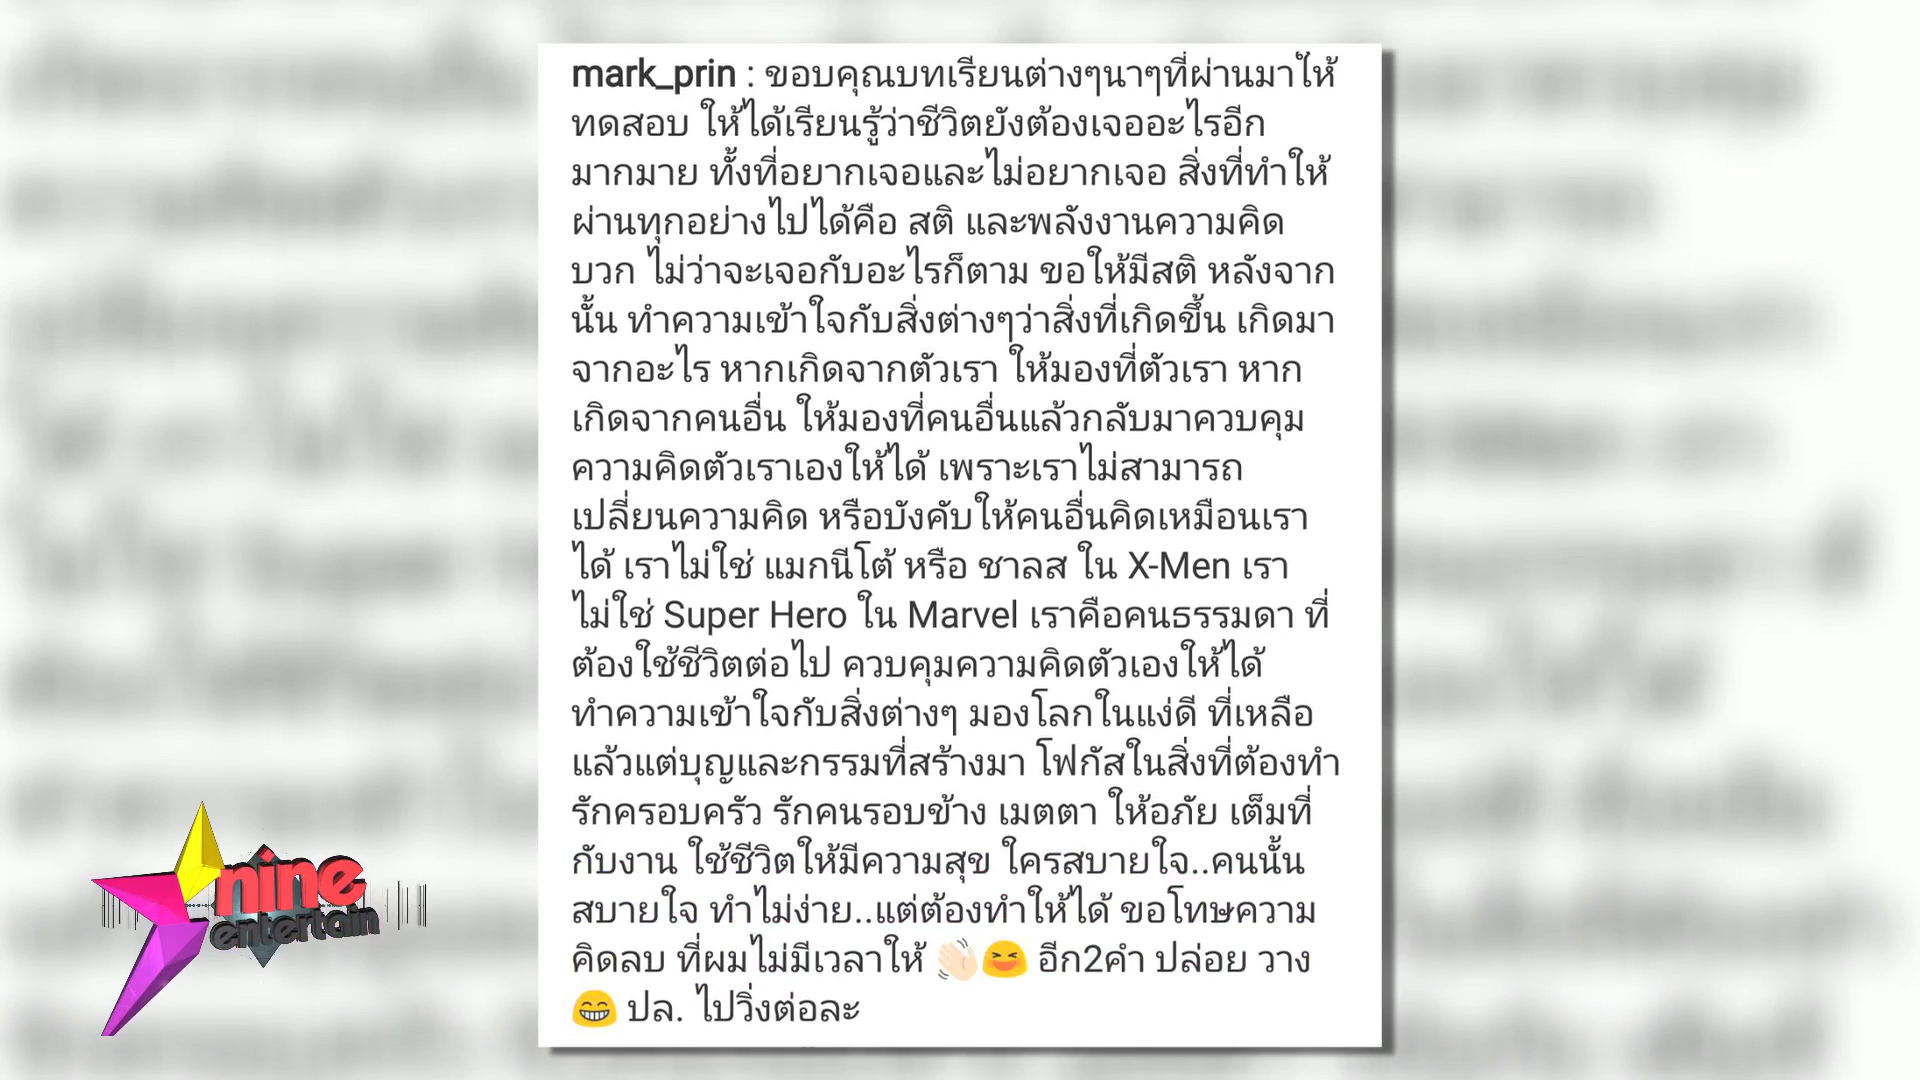 mark_prin : ขอบคุณบทเรียนต่างๆนาๆที่ผ่านมาให้
ทดสอบ ให้ได้เรียนรู้ว่าชีวิตยังต้องเจออะไรอีก
มากมาย ทั้งที่อยากเจอและไม่อยากเจอ สิ่งที่ทำให้
ผ่านทุกอย่างไปได้คือ สติ และพลังงานความคิด
บวก ไม่ว่าจะเจอกับอะไรก็ตาม ขอให้มีสติ หลังจาก
นั้น ทำความเข้าใจกับสิ่งต่างๆว่าสิ่งที่เกิดขึ้น เกิดมา
จากอะไร หากเกิดจากตัวเรา ให้มองที่ตัวเรา หาก
เกิดจากคนอื่น ให้มองที่คนอื่นแล้วกลับมาควบคุม
ความคิดตัวเราเองให้ได้ เพราะเราไม่สามารถ
เปลี่ยนความคิด หรือบังคับให้คนอื่นคิดเหมือนเรา
ได้ เราไม่ใช่ แมกนีโต้ หรือ ชาลส ใน X-Men เรา
ไม่ใช่ Super Hero ใน Marvel เราคือคนธรรมดา ที่
ต้องใช้ชีวิตต่อไป ควบคุมความคิดตัวเองให้ได้
ทำความเข้าใจกับสิ่งต่างๆ มองโลกในแง่ดี ที่เหลือ
แล้วแต่บุญและกรรมที่สร้างมา โฟกัสในสิ่งที่ต้องทำ
รักครอบครัว รักคนรอบข้าง เมตตา ให้อภัย เต็มที่
กับงาน ใช้ชีวิตให้มีความสุข ใครสบายใจ..คนนั้น
สบายใจ ทำไม่ง่าย..แต่ต้องทำให้ได้ ขอโทษความ
คิดลบ ที่ผมไม่มีเวลาให้ 👋🏻😆 อีก2คำ ปล่อย วาง
😁 ปล. ไปวิ่งต่อละ
nine
entertain